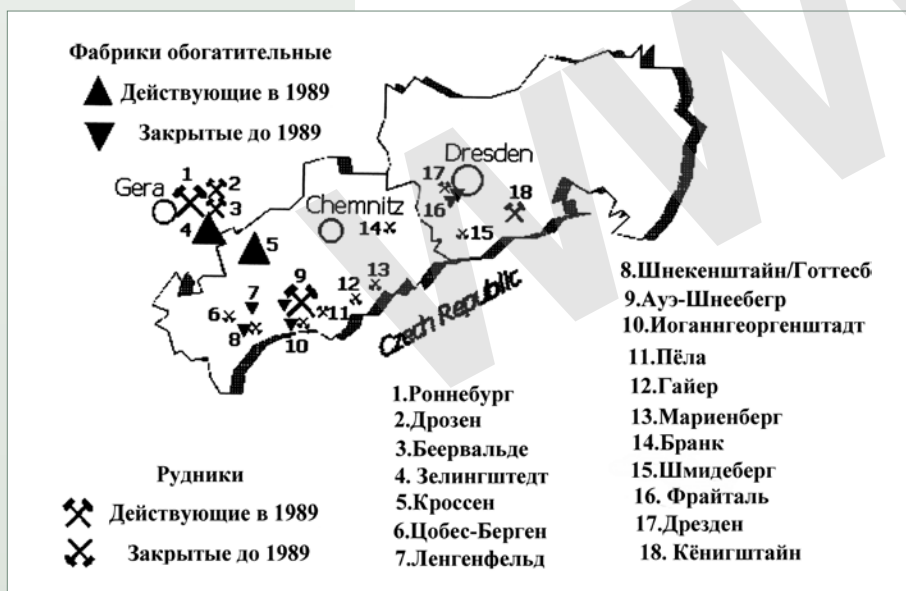 Фабрики обогатительные
Действующие в 1989
Закрытые до 1989
Gera
1
2
3
4
5
Chemnitz
14
Dresden
17
16
18
15
13
12
9
11
7
6
8
10
Czech Republic
Рудники
Действующие в 1989
Закрытые до 1989
1.Роннебург
2.Дрозен
3.Беервальде
4. Зелингштедт
5.Кроссен
6.Цобес-Берген
7.Ленгенфельд
8.Шнекенштайн/Готтесб
9.Ауэ-Шнеебегр
10.Иоганнгеоргенштадт
11.Пёла
12.Гайер
13.Мариенберг
14.Бранк
15.Шмидеберг
16. Фрайталь
17.Дрезден
18. Кёнигштайн